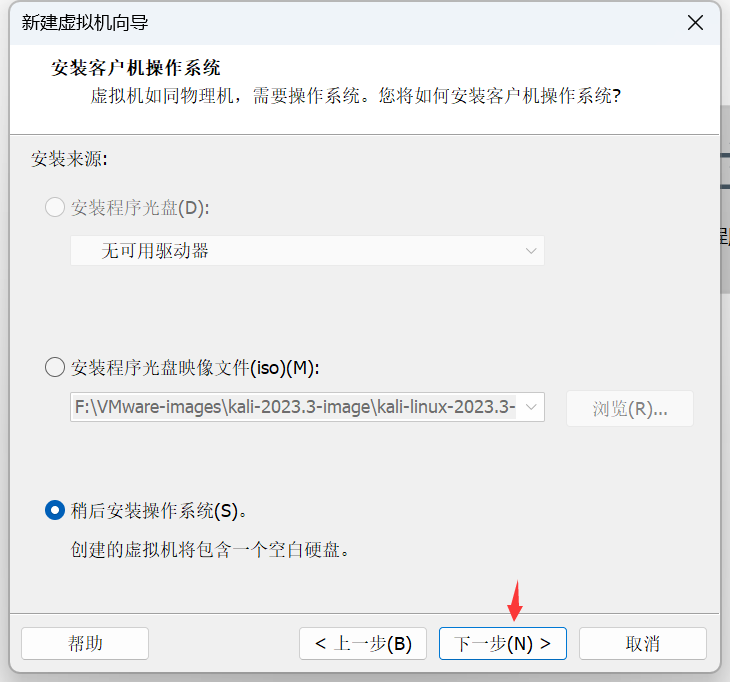 新建虚拟机向导
安装客户机操作系统
虚拟机如同物理机，需要操作系统。您将如何安装客户机操作系统?
安装来源:
安装程序光盘(D):
无可用驱动器
安装程序光盘映像文件(iso)(M):
F:\VMware-images\kali-2023.3-image\kali-linux-2023.3-
浏览(R)...
稍后安装操作系统(S)。
创建的虚拟机将包含一个空白硬盘。
帮助
< 上一步(B)
下一步(N) >
取消